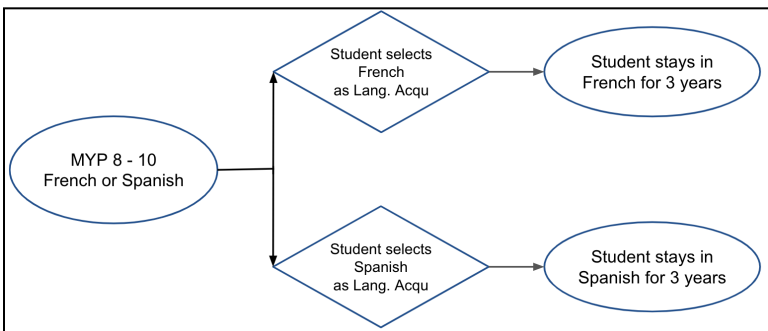 MYP 8 - 10
French or Spanish
Student selects
French
as Lang. Acqu
Student stays in
French for 3 years
Student selects
Spanish
as Lang. Acqu
Student stays in
Spanish for 3 years